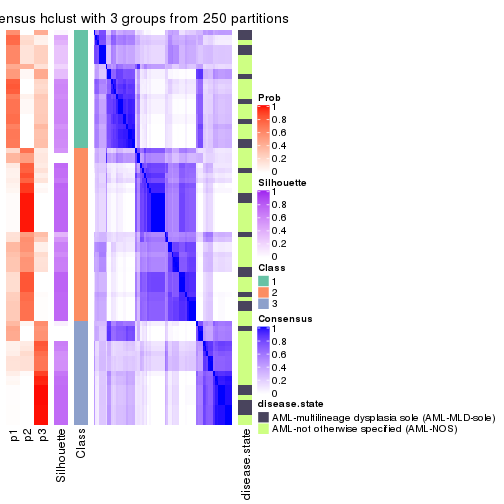 ensus hclust with 3 groups from 250 partitions
Prob
1
0.8
0.6
0.4
0.2
0
Silhouette
1
0.8
0.6
0.4
0.2
0
Class
1
2
3
Consensus
1
0.8
0.6
0.4
0.2
0
disease.state
AML-multilineage dysplasia sole (AML-MLD-sole)
AML-not otherwise specified (AML-NOS)
p1
p2
p3
Silhouette
Class
disease.state